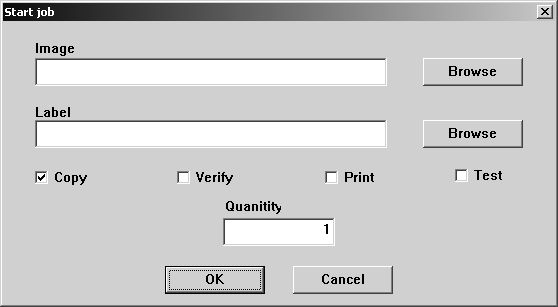 Start job
Image
Browse
Label
Browse
Copy Verify Print Test
Quanitity
1
OK Cancel